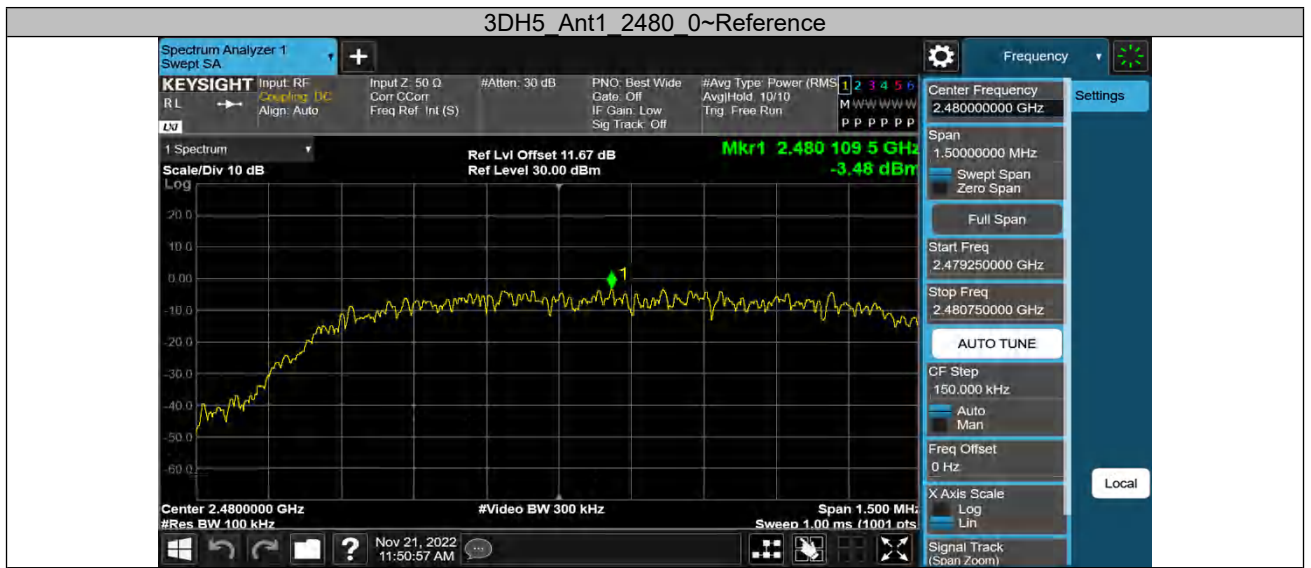 3DH5_Ant1_2480_0~Reference
Spectrum Analyzer 1
Swept SA
+
Frequency
KEYSIGHT
RL
LXI
Input: RF
Coupling: DC
Align: Auto
Input Z: 50 Ω
Corr CCorr
Freq Ref: Int (S)
#Atten: 30 dB
PNO: Best Wide
Gate: Off
IF Gain: Low
Sig Track: Off
#Avg Type: Power (RMS
Avg|Hold: 10/10
Trig: Free Run
1 2 3 4 5 6
M W W W W W
P P P P P P
1 Spectrum
Scale/Div 10 dB
Log
Ref Lvl Offset 11.67 dB
Ref Level 30.00 dBm
Mkr1 2.480 109 5 GHz
-3.48 dBm
20.0
10.0
0.00
-10.0
-20.0
-30.0
-40.0
-50.0
-60.0
1
Center 2.4800000 GHz
#Res BW 100 kHz
#Video BW 300 kHz
Span 1.500 MHz
Sweep 1.00 ms (1001 pts
?
Nov 21, 2022
11:50:57 AM
Center Frequency
2.480000000 GHz
Span
1.50000000 MHz
Swept Span
Zero Span
Full Span
Start Freq
2.479250000 GHz
Stop Freq
2.480750000 GHz
AUTO TUNE
CF Step
150.000 kHz
Auto
Man
Freq Offset
0 Hz
X Axis Scale
Log
Lin
Signal Track
(Span Zoom)
Settings
Local